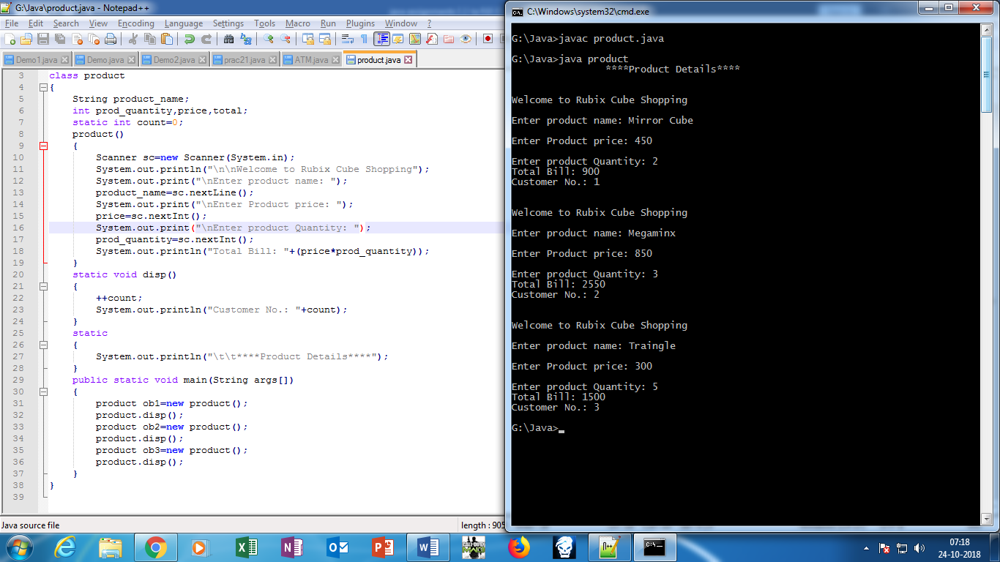 G:\Java\product.java - Notepad++
File Edit Search View Encoding Language Settings Tools Macro Run Plugins Window ?
Demo1.java Demo.java Demo2.java prac21.java ATM.java product.java
3 class product
4 {
5 String product_name;
6 int prod_quantity,price,total;
7 static int count=0;
8 product()
9 {
10 Scanner sc=new Scanner(System.in);
11 System.out.println("\n\nWelcome to Rubix Cube Shopping");
12 System.out.print("\nEnter product name: ");
13 product_name=sc.nextLine();
14 System.out.print("\nEnter Product price: ");
15 price=sc.nextInt();
16 System.out.print("\nEnter product Quantity: ");
17 prod_quantity=sc.nextInt();
18 System.out.println("Total Bill: "+(price*prod_quantity));
19 }
20 static void disp()
21 {
22 ++count;
23 System.out.println("Customer No.: "+count);
24 }
25 static
26 {
27 System.out.println("\t\t****Product Details****");
28 }
29 public static void main(String args[])
30 {
31 product ob1=new product();
32 product.disp();
33 product ob2=new product();
34 product.disp();
35 product ob3=new product();
36 product.disp();
37 }
38 }
39
Java source file
length : 905
C:\Windows\system32\cmd.exe
G:\Java>javac product.java
G:\Java>java product
****Product Details****
Welcome to Rubix Cube Shopping
Enter product name: Mirror Cube
Enter Product price: 450
Enter product Quantity: 2
Total Bill: 900
Customer No.: 1
Welcome to Rubix Cube Shopping
Enter product name: Megaminx
Enter Product price: 850
Enter product Quantity: 3
Total Bill: 2550
Customer No.: 2
Welcome to Rubix Cube Shopping
Enter product name: Traingle
Enter Product price: 300
Enter product Quantity: 5
Total Bill: 1500
Customer No.: 3
G:\Java>
07:18
24-10-2018